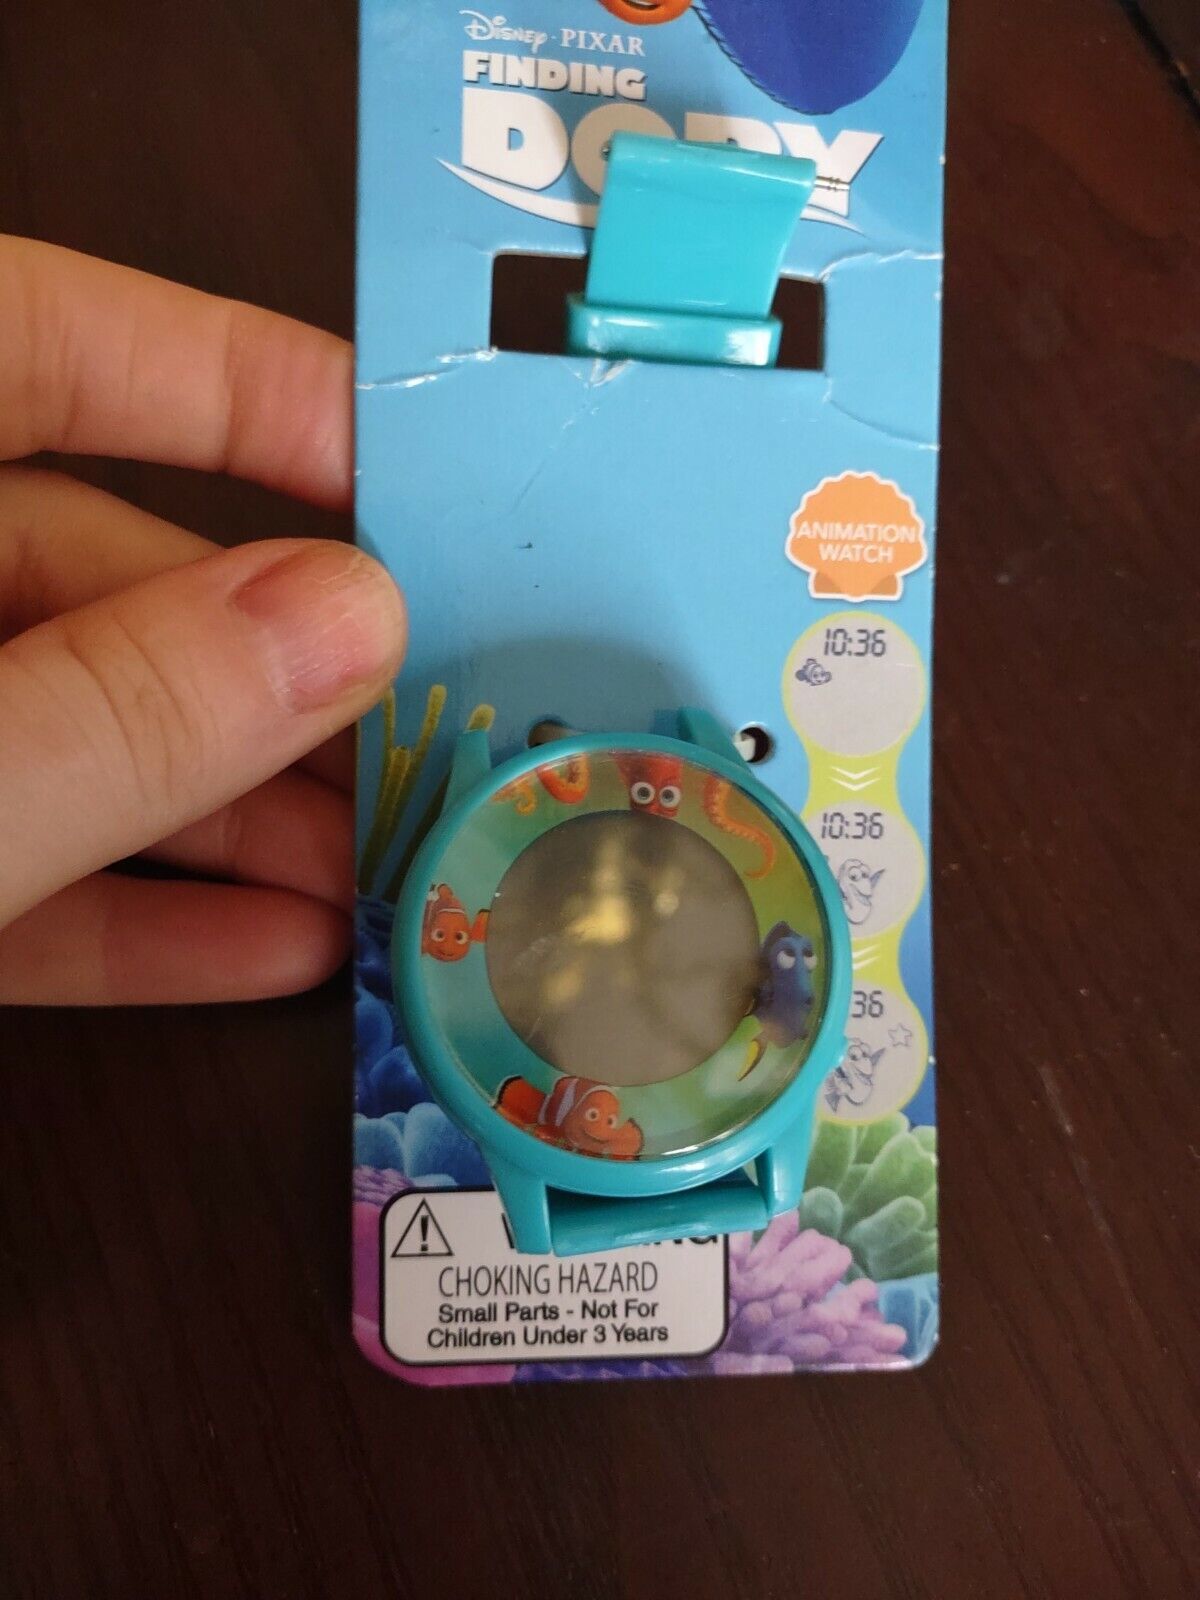 Disney · PIXAR
FINDING
ANIMATION
WATCH
10:36
10:36
36
CHOKING HAZARD
Small Parts - Not For
Children Under 3 Years